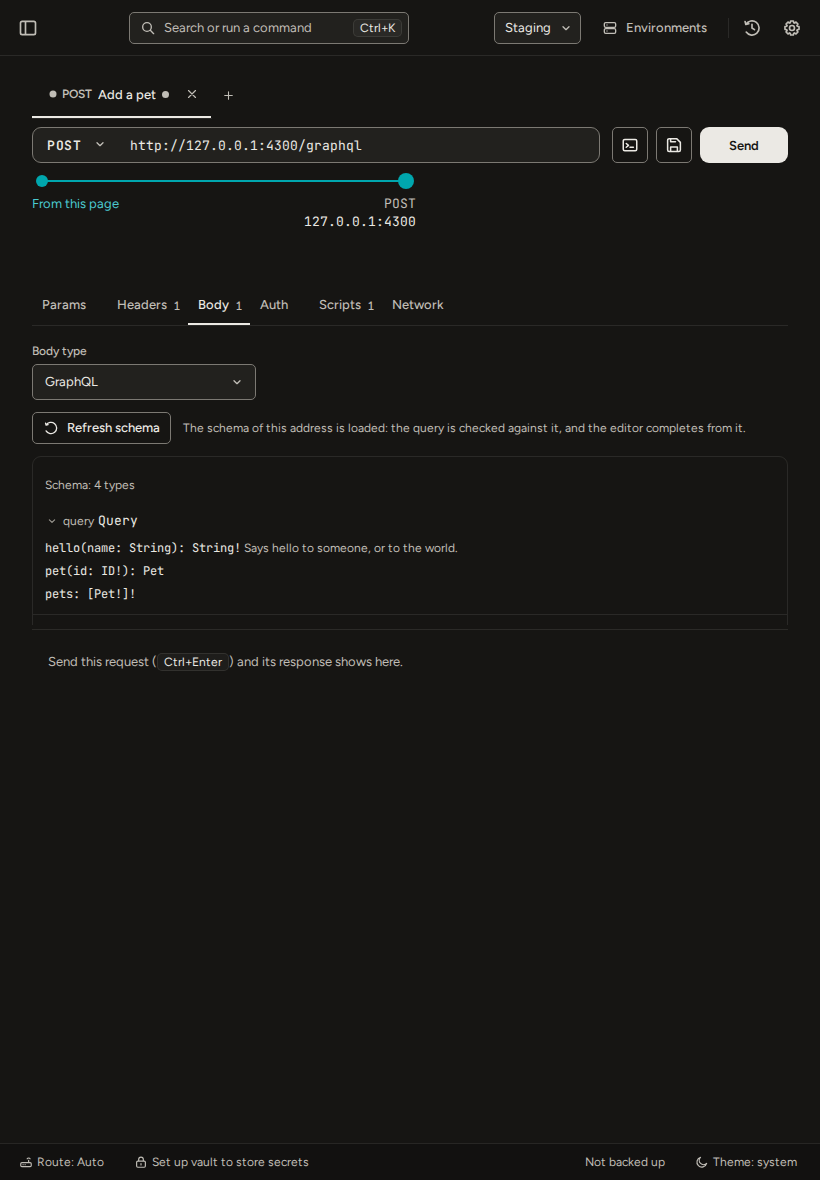 Search or run a command Ctrl+K Staging Environments
POST Add a pet
POST http://127.0.0.1:4300/graphql Send
From this page POST
127.0.0.1:4300
Params Headers 1 Body 1 Auth Scripts 1 Network
Body type
GraphQL
Refresh schema The schema of this address is loaded: the query is checked against it, and the editor completes from it.
Schema: 4 types
query Query
hello(name: String): String! Says hello to someone, or to the world.
pet(id: ID!): Pet
pets: [Pet!]!
Send this request (Ctrl+Enter) and its response shows here.
Route: Auto Set up vault to store secrets Not backed up Theme: system